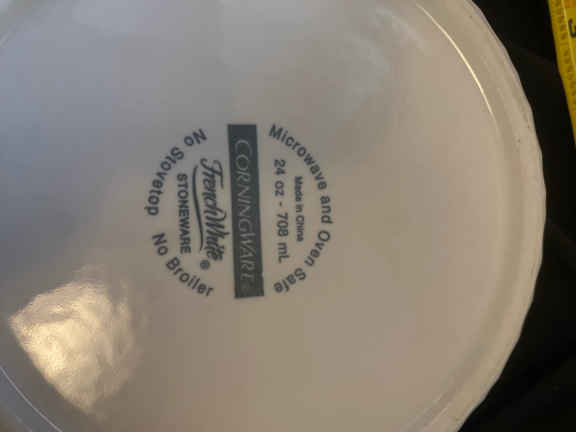 Microwave and Oven Safe
Made in China
24 oz - 708 mL
CORNINGWARE®
French White®
STONEWARE
No Stovetop No Broiler
3